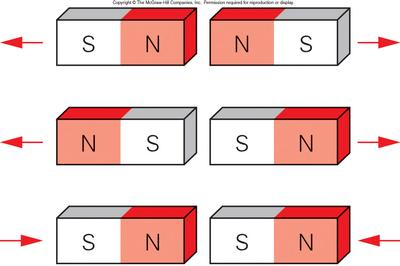 Copyright © The McGraw-Hill Companies, Inc. Permission required for reproduction or display.
S N N S
N S S N
S N S N